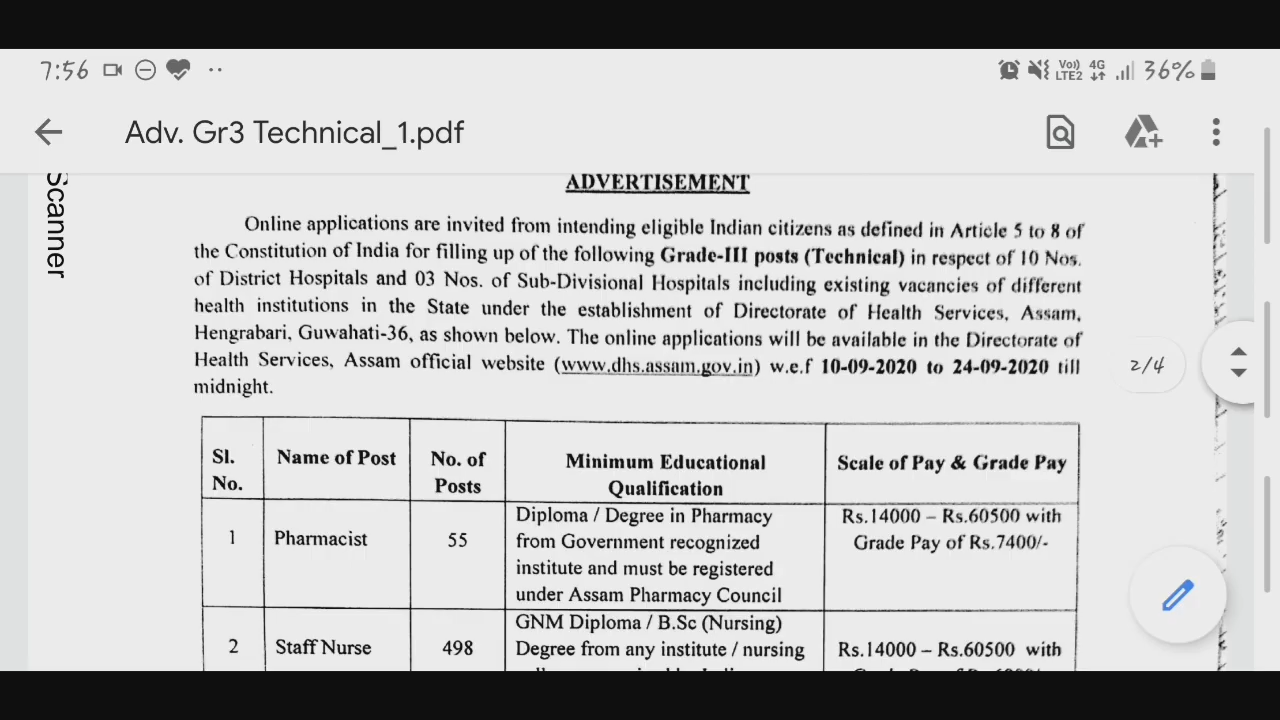 7:56
Vo)) LTE2 4G 36%
Adv. Gr3 Technical_1.pdf
Scanner
ADVERTISEMENT
Online applications are invited from intending eligible Indian citizens as defined in Article 5 to 8 of
the Constitution of India for filling up of the following Grade-III posts (Technical) in respect of 10 Nos.
of District Hospitals and 03 Nos. of Sub-Divisional Hospitals including existing vacancies of different
health institutions in the State under the establishment of Directorate of Health Services, Assam,
Hengrabari, Guwahati-36, as shown below. The online applications will be available in the Directorate of
Health Services, Assam official website (www.dhs.assam.gov.in) w.e.f 10-09-2020 to 24-09-2020 till
midnight.
2/4
Sl. No. Name of Post No. of Posts Minimum Educational Qualification Scale of Pay & Grade Pay
1 Pharmacist 55 Diploma / Degree in Pharmacy Rs.14000 – Rs.60500 with
from Government recognized Grade Pay of Rs.7400/-
institute and must be registered
under Assam Pharmacy Council
GNM Diploma / B.Sc (Nursing)
2 Staff Nurse 498 Degree from any institute / nursing Rs.14000 – Rs.60500 with